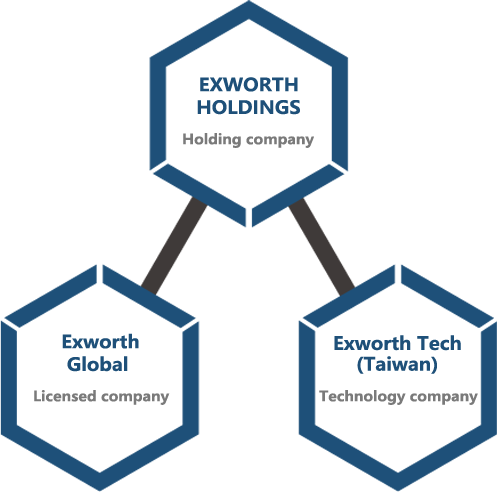 EXWORTH
HOLDINGS
Holding company
Exworth
Global
Licensed company
Exworth Tech
(Taiwan)
Technology company